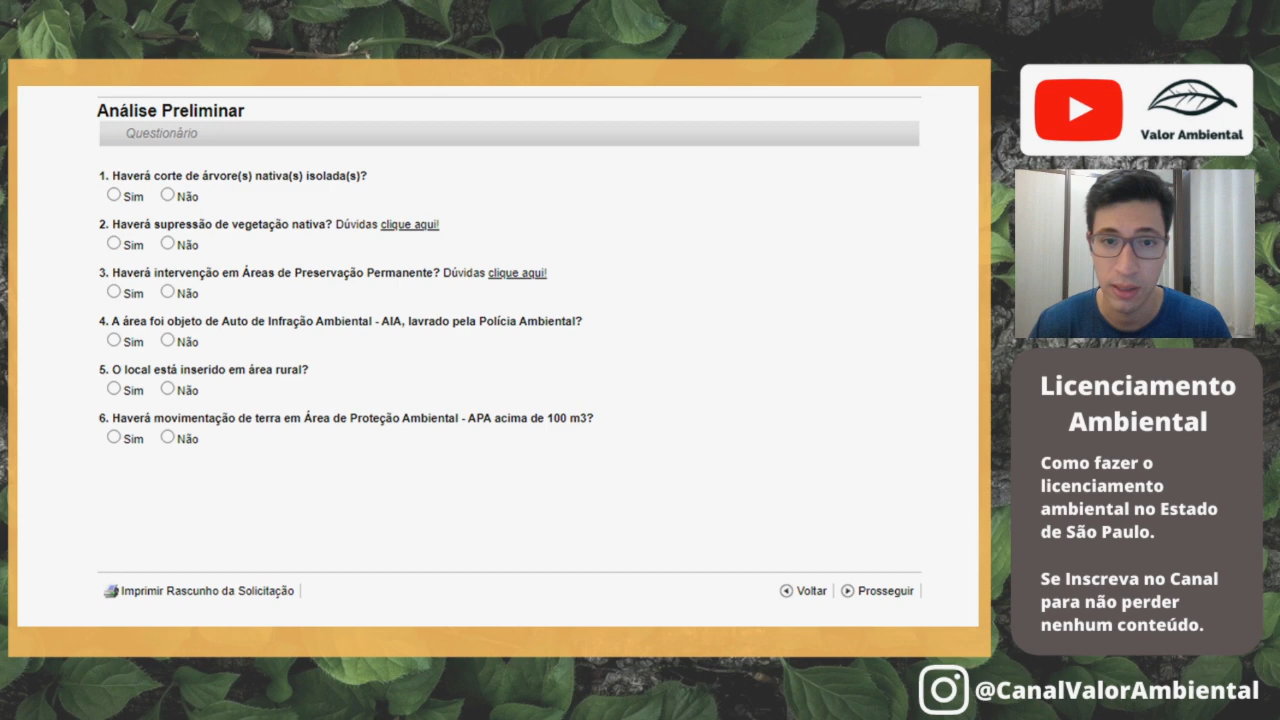 Análise Preliminar
Questionário
1. Haverá corte de árvore(s) nativa(s) isolada(s)?
Sim Não
2. Haverá supressão de vegetação nativa? Dúvidas clique aqui!
Sim Não
3. Haverá intervenção em Áreas de Preservação Permanente? Dúvidas clique aqui!
Sim Não
4. A área foi objeto de Auto de Infração Ambiental - AIA, lavrado pela Polícia Ambiental?
Sim Não
5. O local está inserido em área rural?
Sim Não
6. Haverá movimentação de terra em Área de Proteção Ambiental - APA acima de 100 m3?
Sim Não
Imprimir Rascunho da Solicitação
Voltar Prosseguir
Valor Ambiental
Licenciamento
Ambiental
Como fazer o
licenciamento
ambiental no Estado
de São Paulo.
Se Inscreva no Canal
para não perder
nenhum conteúdo.
@CanalValorAmbiental